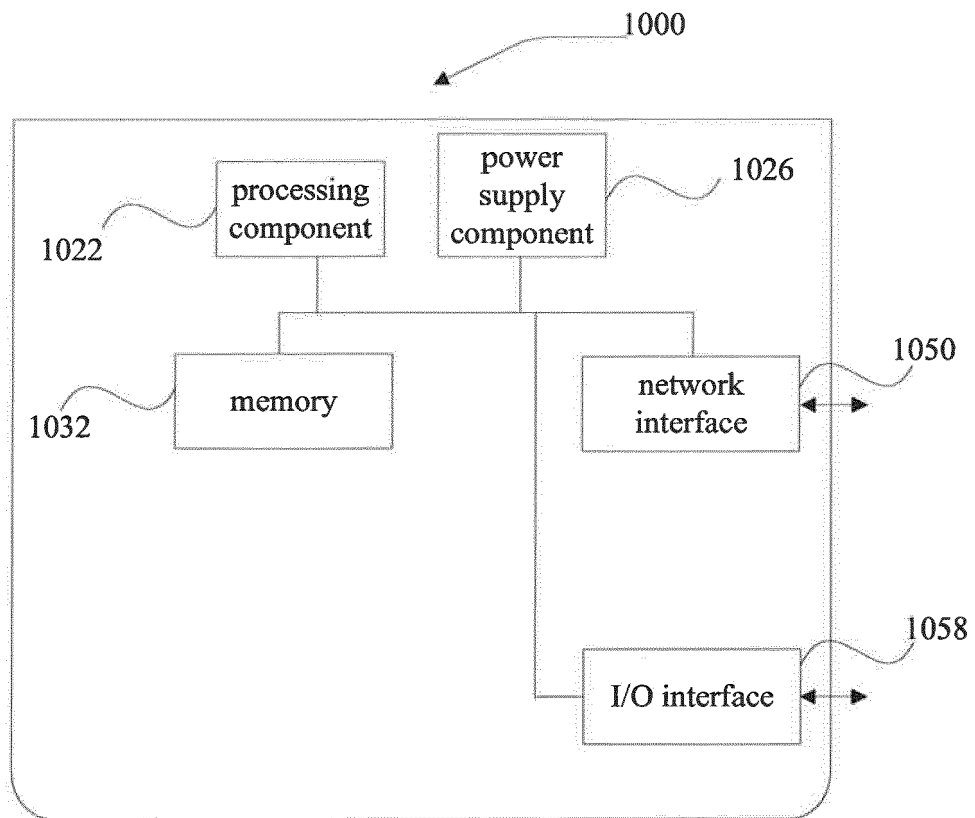 1000
processing
component
1022
power
supply
component
1026
memory
1032
network
interface
1050
I/O interface
1058